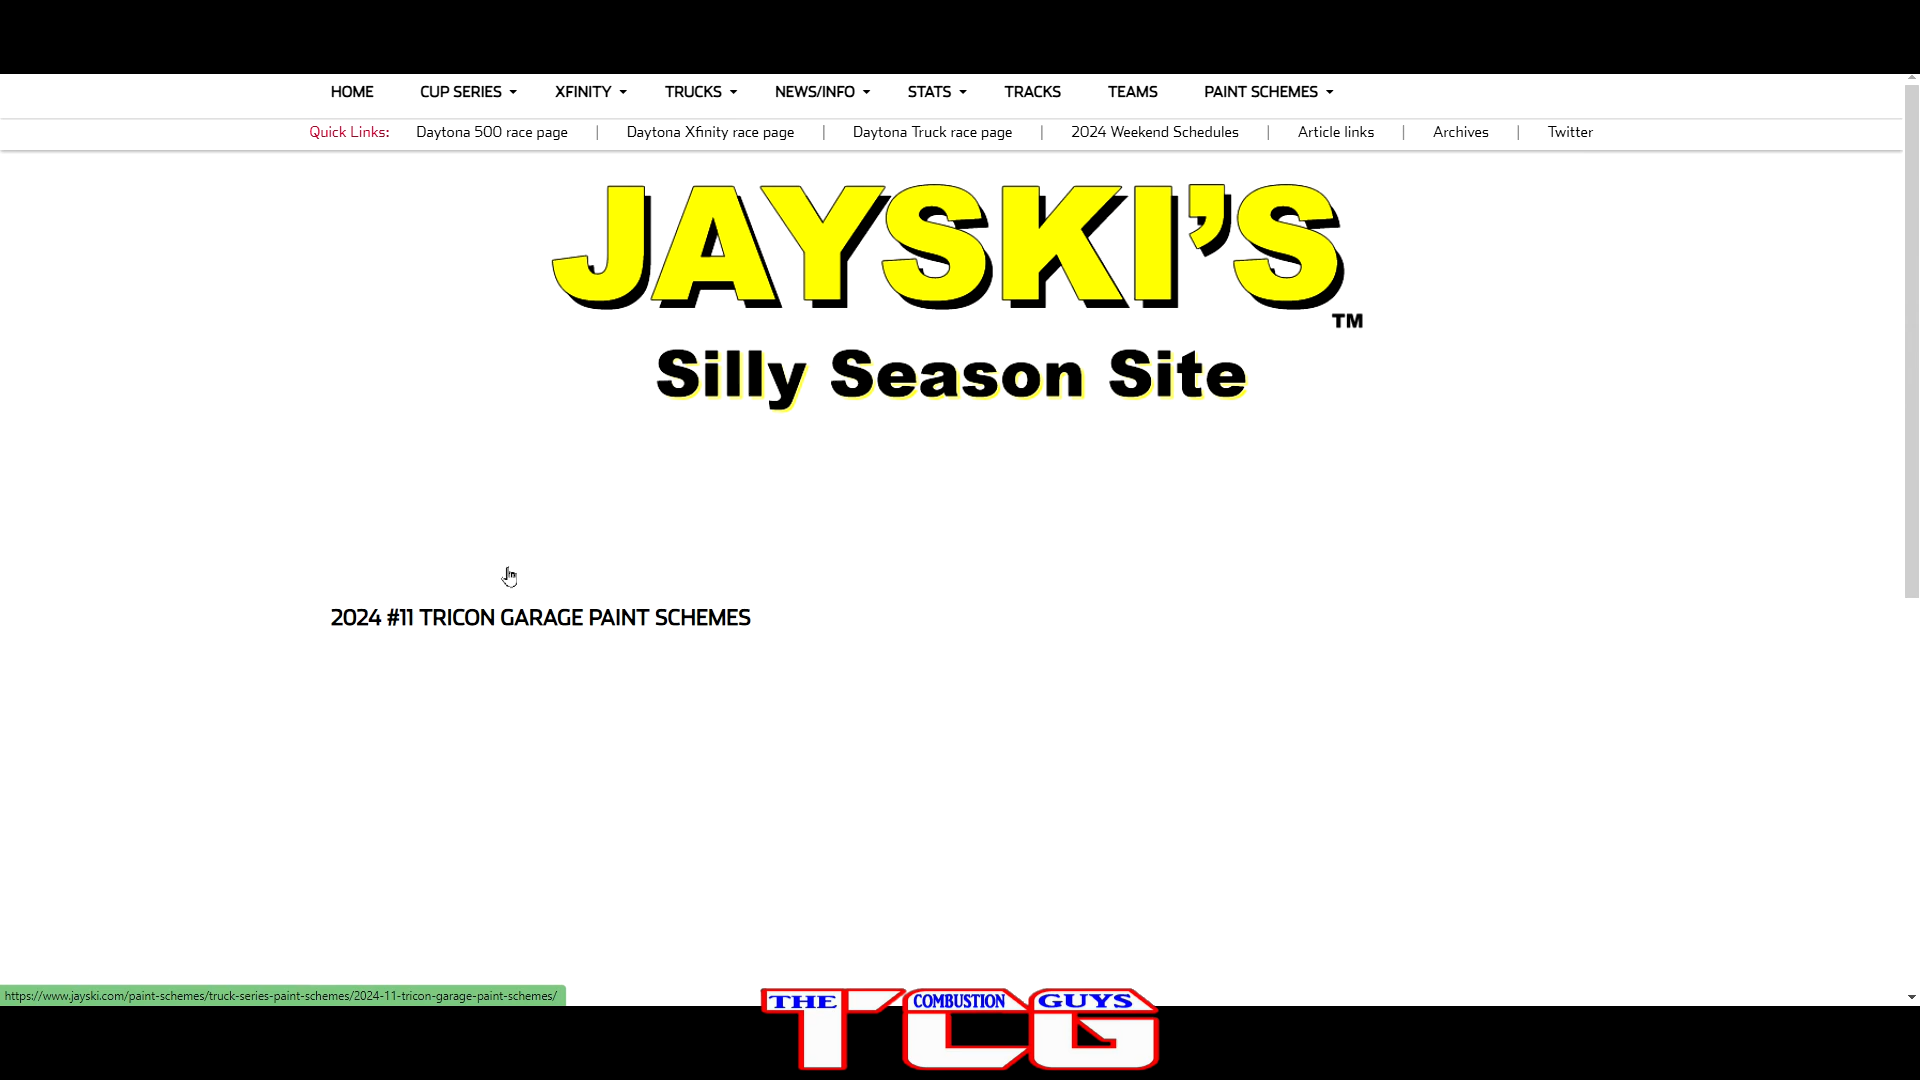 HOME CUP SERIES XFINITY TRUCKS NEWS/INFO STATS TRACKS TEAMS PAINT SCHEMES
Quick Links: Daytona 500 race page | Daytona Xfinity race page | Daytona Truck race page | 2024 Weekend Schedules | Article links | Archives | Twitter
JAYSKI'S
TM
Silly Season Site
2024 #11 TRICON GARAGE PAINT SCHEMES
https://www.jayski.com/paint-schemes/truck-series-paint-schemes/2024-11-tricon-garage-paint-schemes/
THE COMBUSTION GUYS
TCG